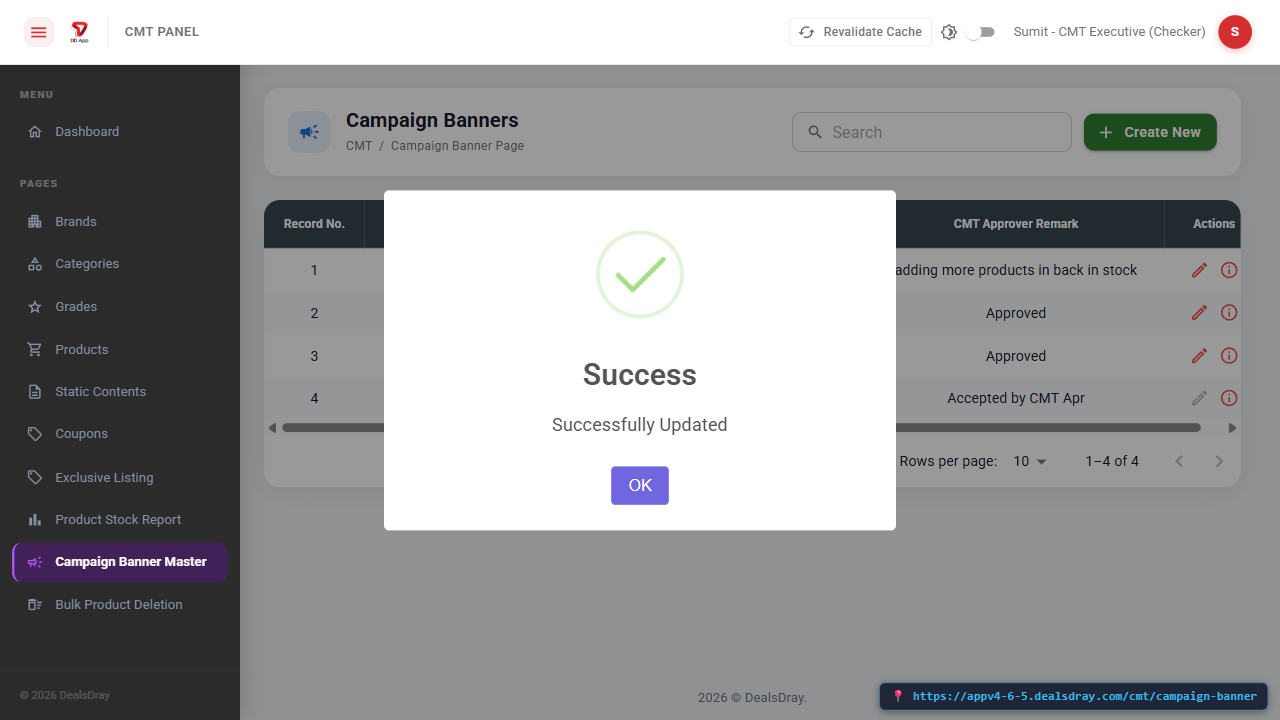 DD App
CMT PANEL
Revalidate Cache
Sumit - CMT Executive (Checker)
S
MENU
Dashboard
PAGES
Brands
Categories
Grades
Products
Static Contents
Coupons
Exclusive Listing
Product Stock Report
Campaign Banner Master
Bulk Product Deletion
© 2026 DealsDray
Campaign Banners
CMT / Campaign Banner Page
Search
Create New
Record No.
CMT Approver Remark
Actions
1
adding more products in back in stock
2
Approved
3
Approved
4
Accepted by CMT Apr
Rows per page:
10
1–4 of 4
Success
Successfully Updated
OK
2026 © DealsDray.
https://appv4-6-5.dealsdray.com/cmt/campaign-banner